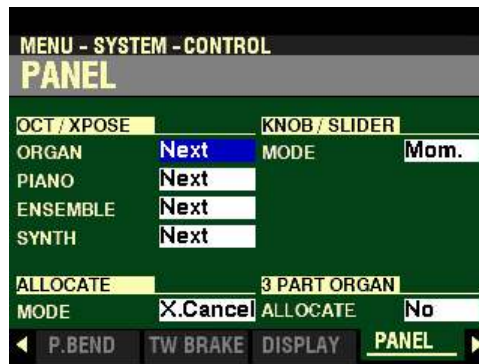 MENU - SYSTEM - CONTROL
PANEL
OCT / XPOSE KNOB / SLIDER
ORGAN Next MODE Mom.
PIANO Next
ENSEMBLE Next
SYNTH Next
ALLOCATE 3 PART ORGAN
MODE X.Cancel ALLOCATE No
P.BEND TW BRAKE DISPLAY PANEL